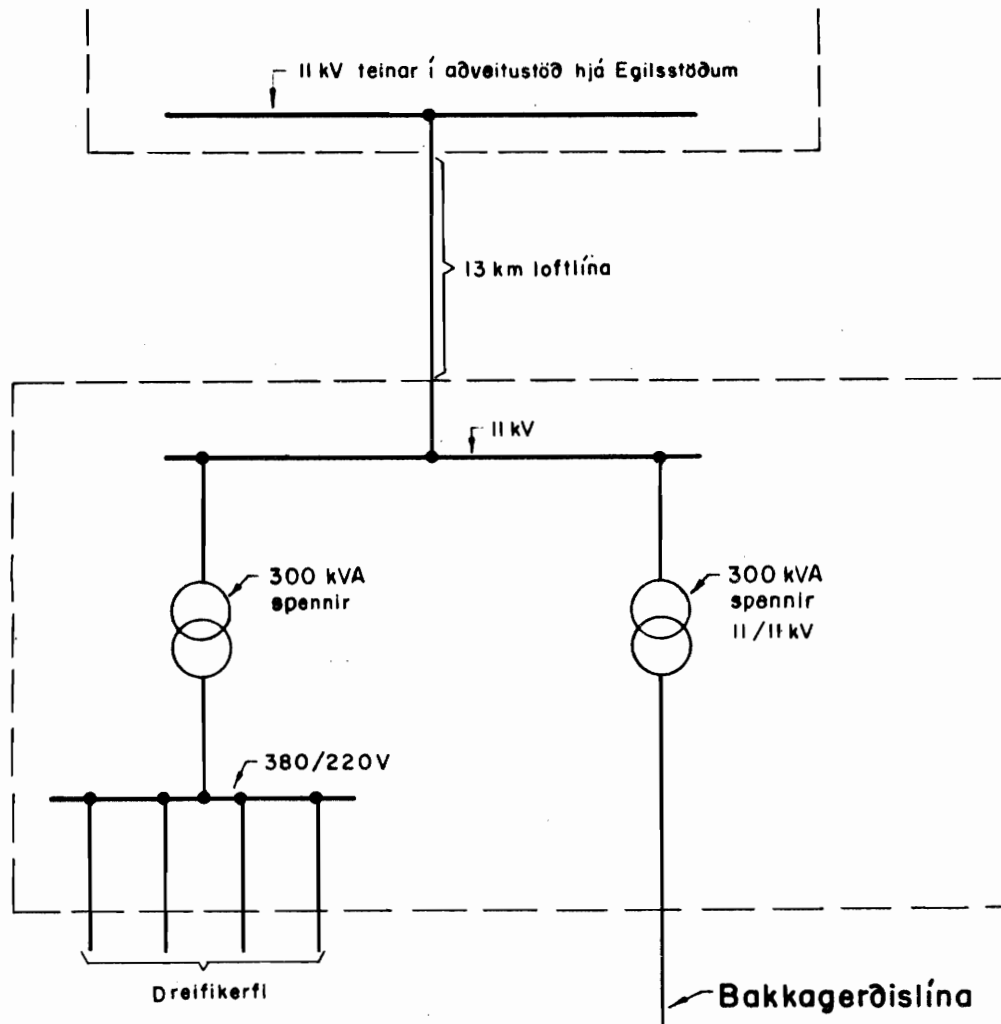 11 kV teinar í aðveitustöð hjá Egilsstöðum
13 km loftlína
11 kV
300 kVA
spennir
300 kVA
spennir
11/11 kV
380/220V
Dreifikerfi
Bakkagerðislína